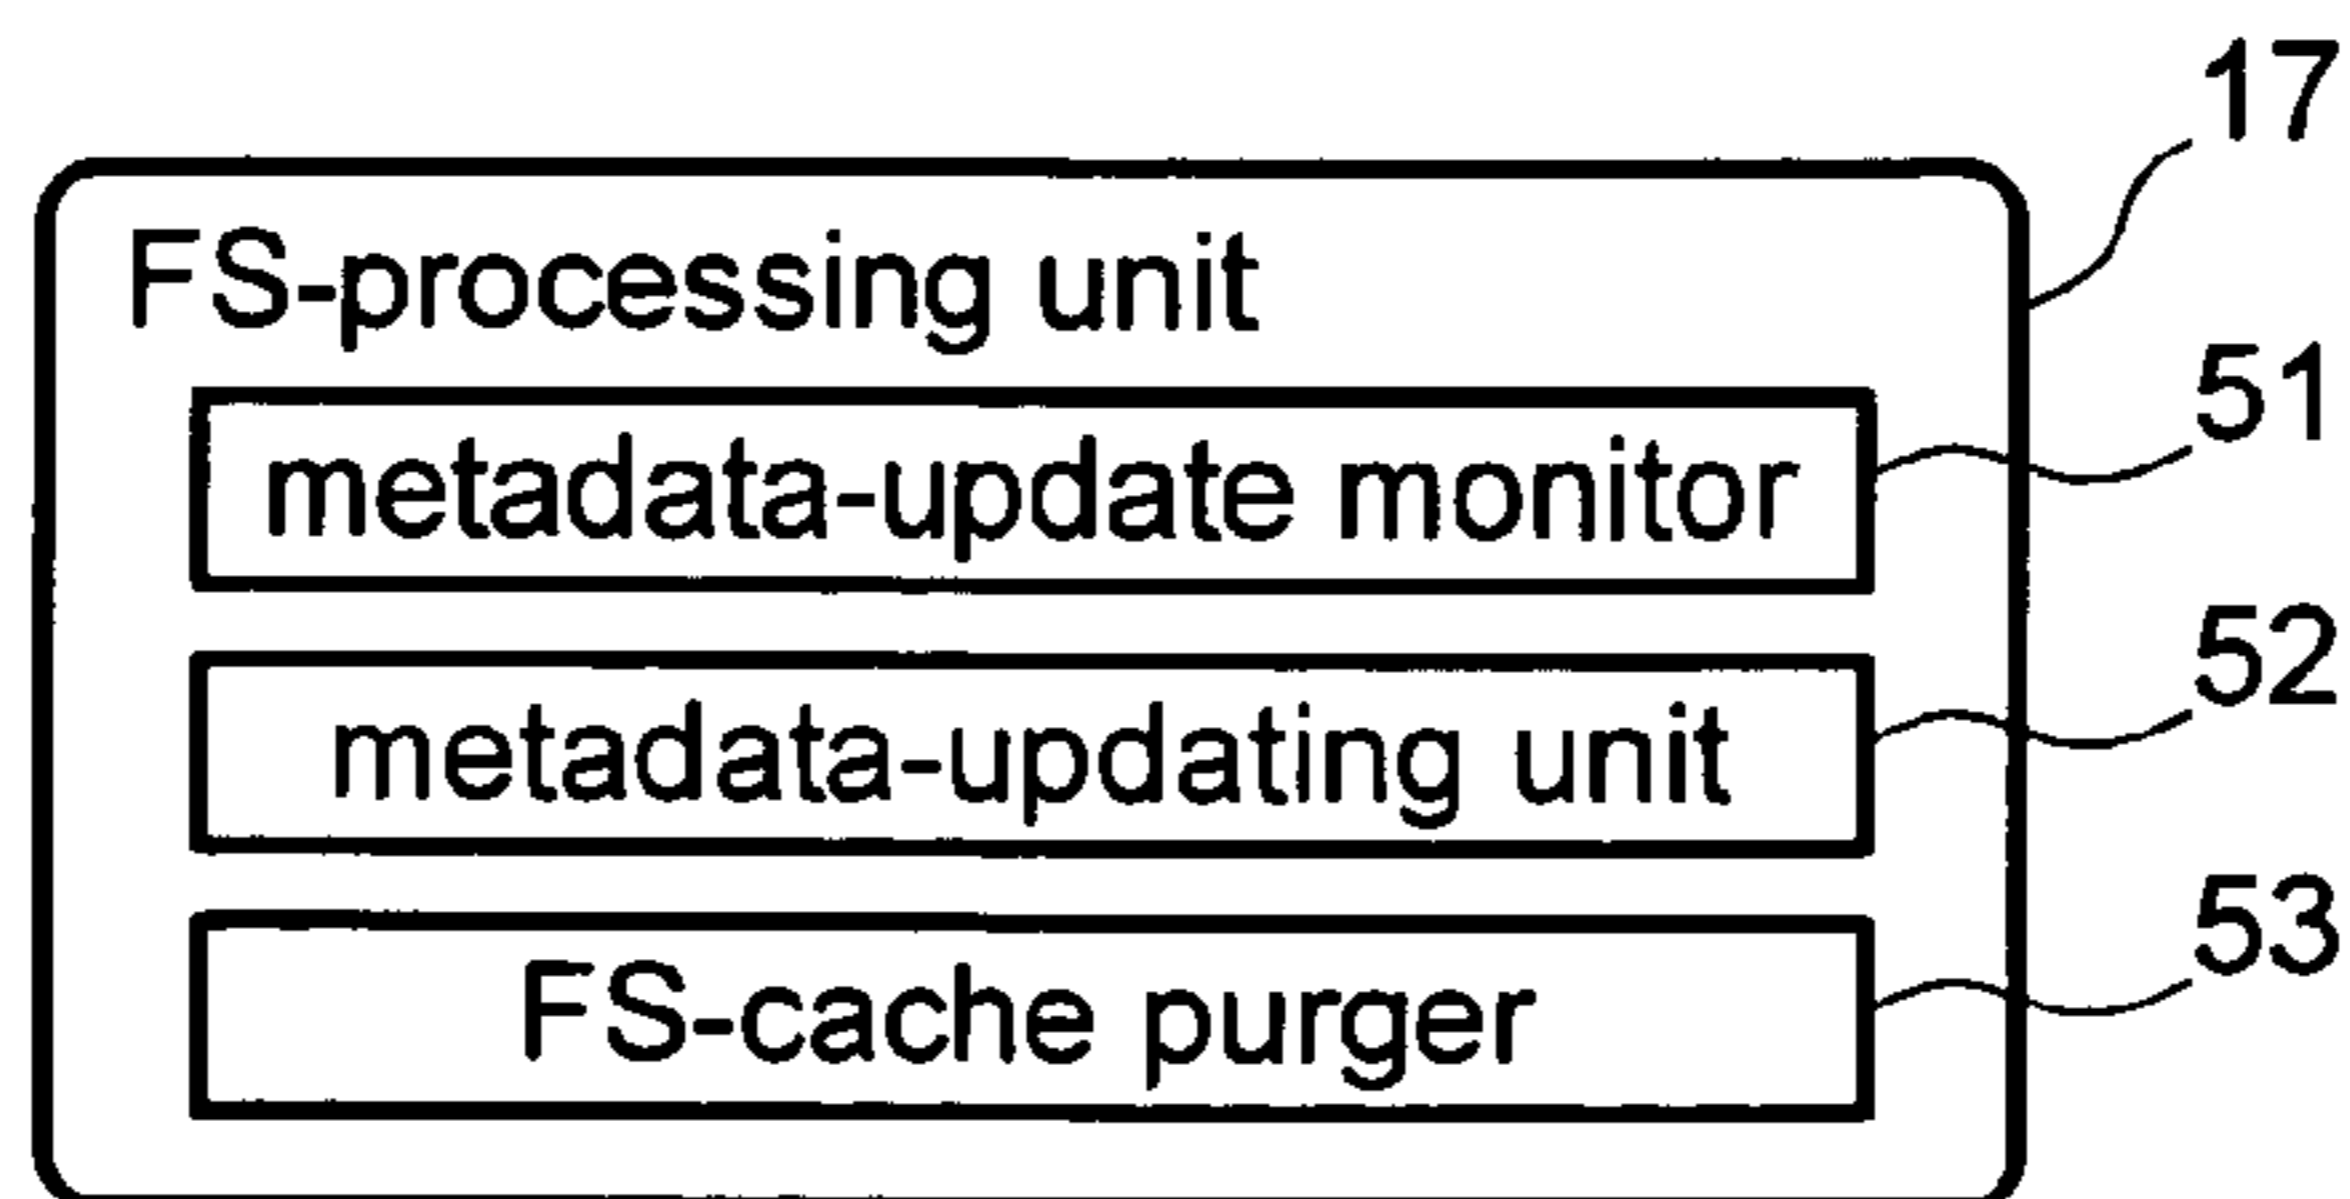 17
FS-processing unit
51
metadata-update monitor
52
metadata-updating unit
53
FS-cache purger